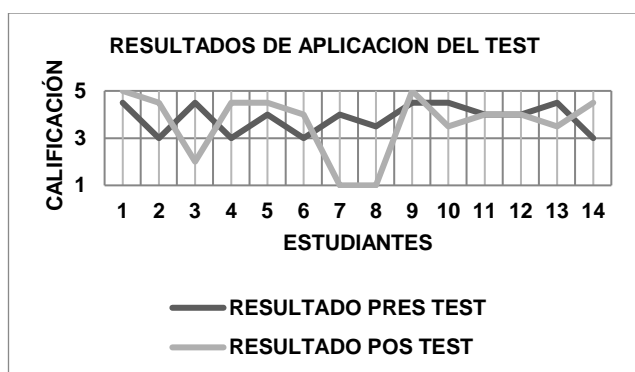 RESULTADOS DE APLICACION DEL TEST
CALIFICACIÓN
5
3
1
1 2 3 4 5 6 7 8 9 10 11 12 13 14
ESTUDIANTES
RESULTADO PRES TEST
RESULTADO POS TEST